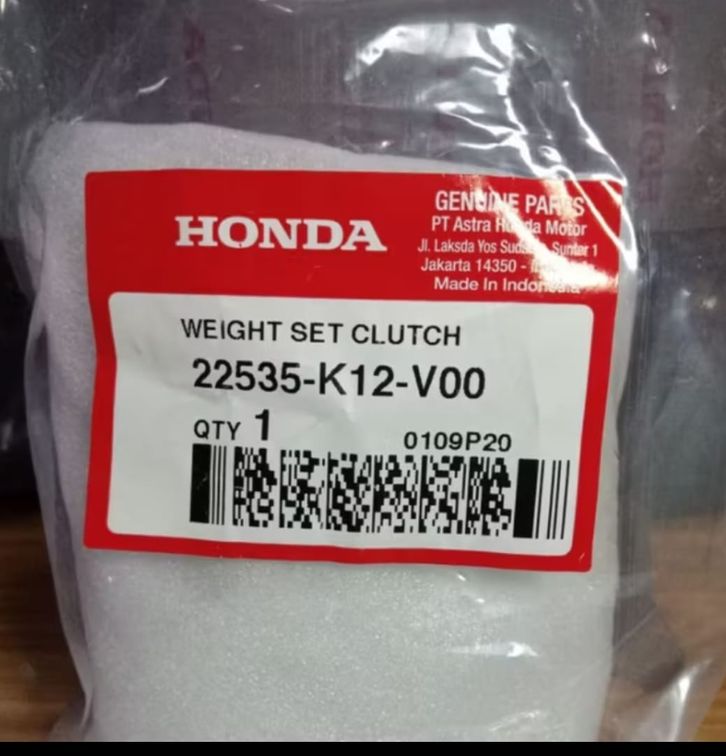 HONDA
GENUINE PARTS
PT Astra Honda Motor
Jl. Laksda Yos Sunter 1
Jakarta 14350 -
Made In Indonesia
WEIGHT SET CLUTCH
22535-K12-V00
QTY 1
0109P20